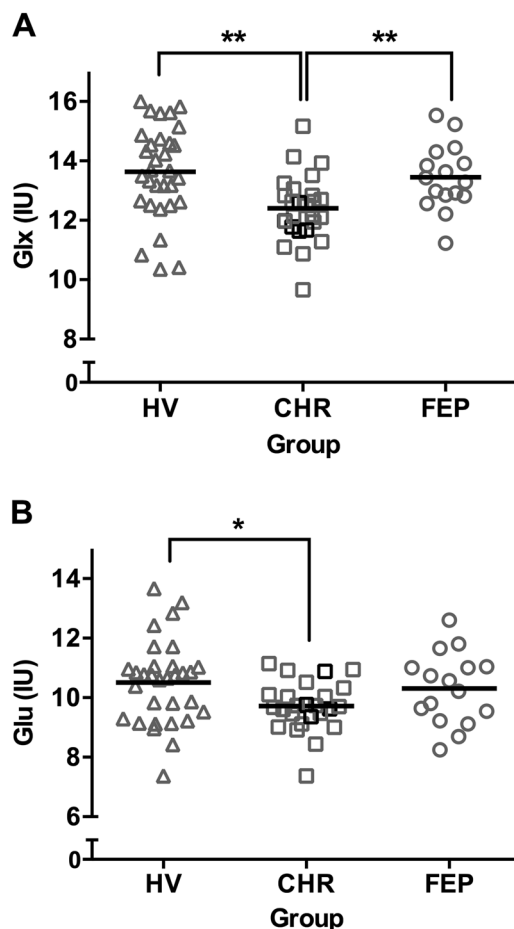 A
** **
Glx (IU)
16
14
12
10
8
0
HV CHR FEP
Group
B
*
Glu (IU)
14
12
10
8
6
0
HV CHR FEP
Group